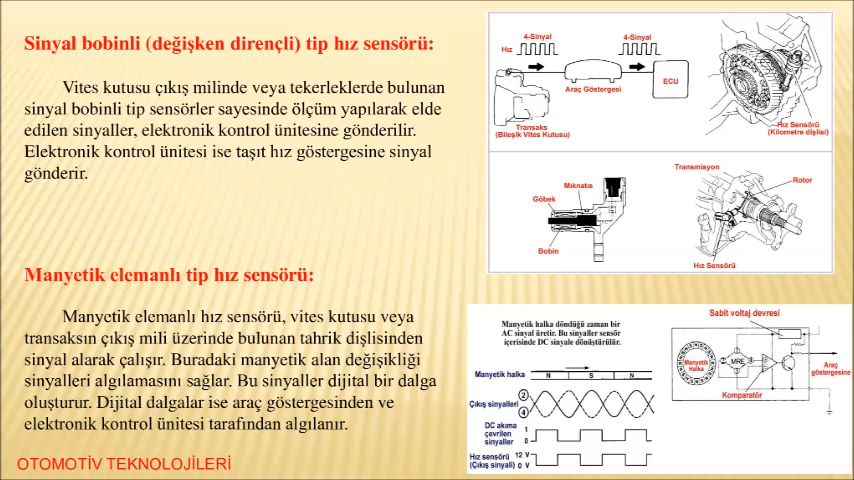 Sinyal bobinli (değişken dirençli) tip hız sensörü:
Vites kutusu çıkış milinde veya tekerleklerde bulunan
sinyal bobinli tip sensörler sayesinde ölçüm yapılarak elde
edilen sinyaller, elektronik kontrol ünitesine gönderilir.
Elektronik kontrol ünitesi ise taşıt hız göstergesine sinyal
gönderir.
4-Sinyal
4-Sinyal
Hız
ECU
Araç Göstergesi
Transaks
(Bileşik Vites Kutusu)
Hız Sensörü
(Kilometre dişlisi)
Transmisyon
Rotor
Mıknatıs
Göbek
Bobin
Hız Sensörü
Manyetik elemanlı tip hız sensörü:
Manyetik elemanlı hız sensörü, vites kutusu veya
transaksın çıkış mili üzerinde bulunan tahrik dişlisinden
sinyal alarak çalışır. Buradaki manyetik alan değişikliği
sinyalleri algılamasını sağlar. Bu sinyaller dijital bir dalga
oluşturur. Dijital dalgalar ise araç göstergesinden ve
elektronik kontrol ünitesi tarafından algılanır.
Manyetik halka döndüğü zaman bir
AC sinyal üretir. Bu sinyaller sensör
içerisinde DC sinyale dönüştürülür.
Manyetik halka
N S N
Çıkış sinyalleri
2
4
DC akıma
çevrilen
sinyaller
1
0
Hız sensörü
(Çıkış sinyali)
12 V
0 V
Sabit voltaj devresi
Manyetik
Halka
MRE
Komparatör
Araç
göstergesine
OTOMOTİV TEKNOLOJİLERİ